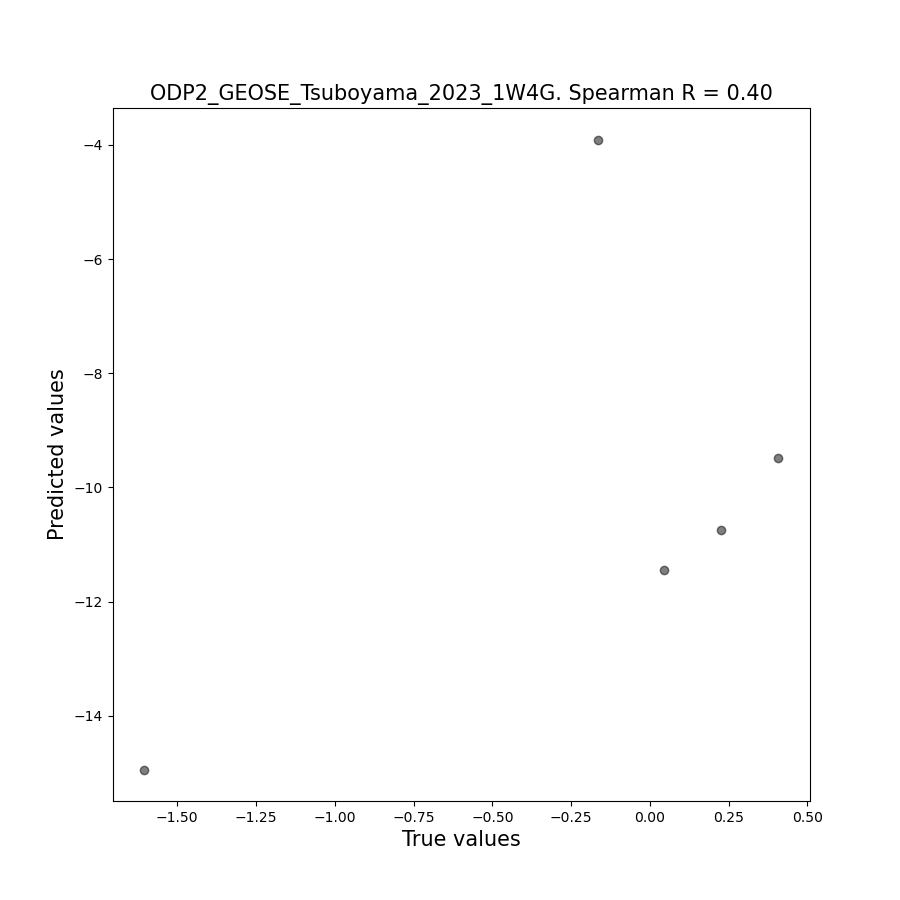 ODP2_GEOSE_Tsuboyama_2023_1W4G. Spearman R = 0.40
−4
−6
−8
−10
−12
−14
Predicted values
−1.50 −1.25 −1.00 −0.75 −0.50 −0.25 0.00 0.25 0.50
True values